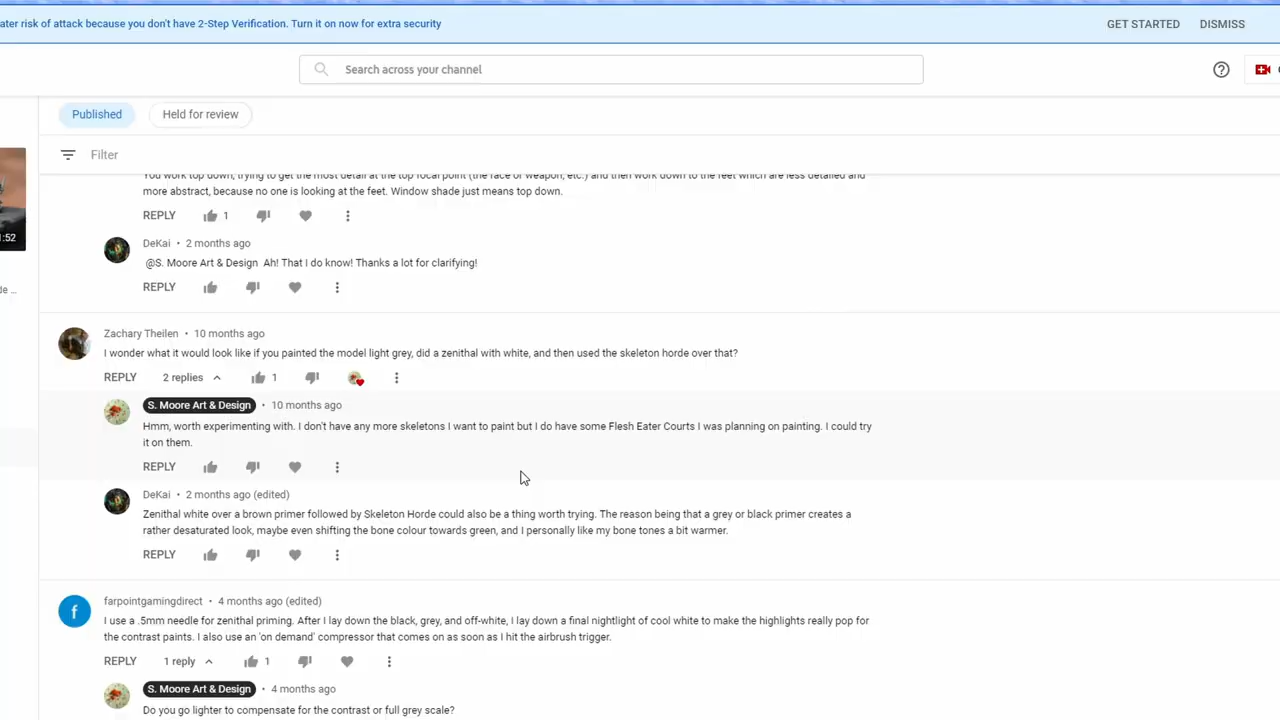 ater risk of attack because you don't have 2-Step Verification. Turn it on now for extra security
GET STARTED
DISMISS
Search across your channel
Published
Held for review
Filter
You work top down, trying to get the most detail at the top focal point (the face or weapon, etc.) and then work down to the feet which are less detailed and
more abstract, because no one is looking at the feet. Window shade just means top down.
REPLY 1
DeKai • 2 months ago
@S. Moore Art & Design Ah! That I do know! Thanks a lot for clarifying!
REPLY
1:52
de ...
Zachary Theilen • 10 months ago
I wonder what it would look like if you painted the model light grey, did a zenithal with white, and then used the skeleton horde over that?
REPLY 2 replies 1
S. Moore Art & Design • 10 months ago
Hmm, worth experimenting with. I don't have any more skeletons I want to paint but I do have some Flesh Eater Courts I was planning on painting. I could try
it on them.
REPLY
DeKai • 2 months ago (edited)
Zenithal white over a brown primer followed by Skeleton Horde could also be a thing worth trying. The reason being that a grey or black primer creates a
rather desaturated look, maybe even shifting the bone colour towards green, and I personally like my bone tones a bit warmer.
REPLY
f
farpointgamingdirect • 4 months ago (edited)
I use a .5mm needle for zenithal priming. After I lay down the black, grey, and off-white, I lay down a final nightlight of cool white to make the highlights really pop for
the contrast paints. I also use an 'on demand' compressor that comes on as soon as I hit the airbrush trigger.
REPLY 1 reply 1
S. Moore Art & Design • 4 months ago
Do you go lighter to compensate for the contrast or full grey scale?